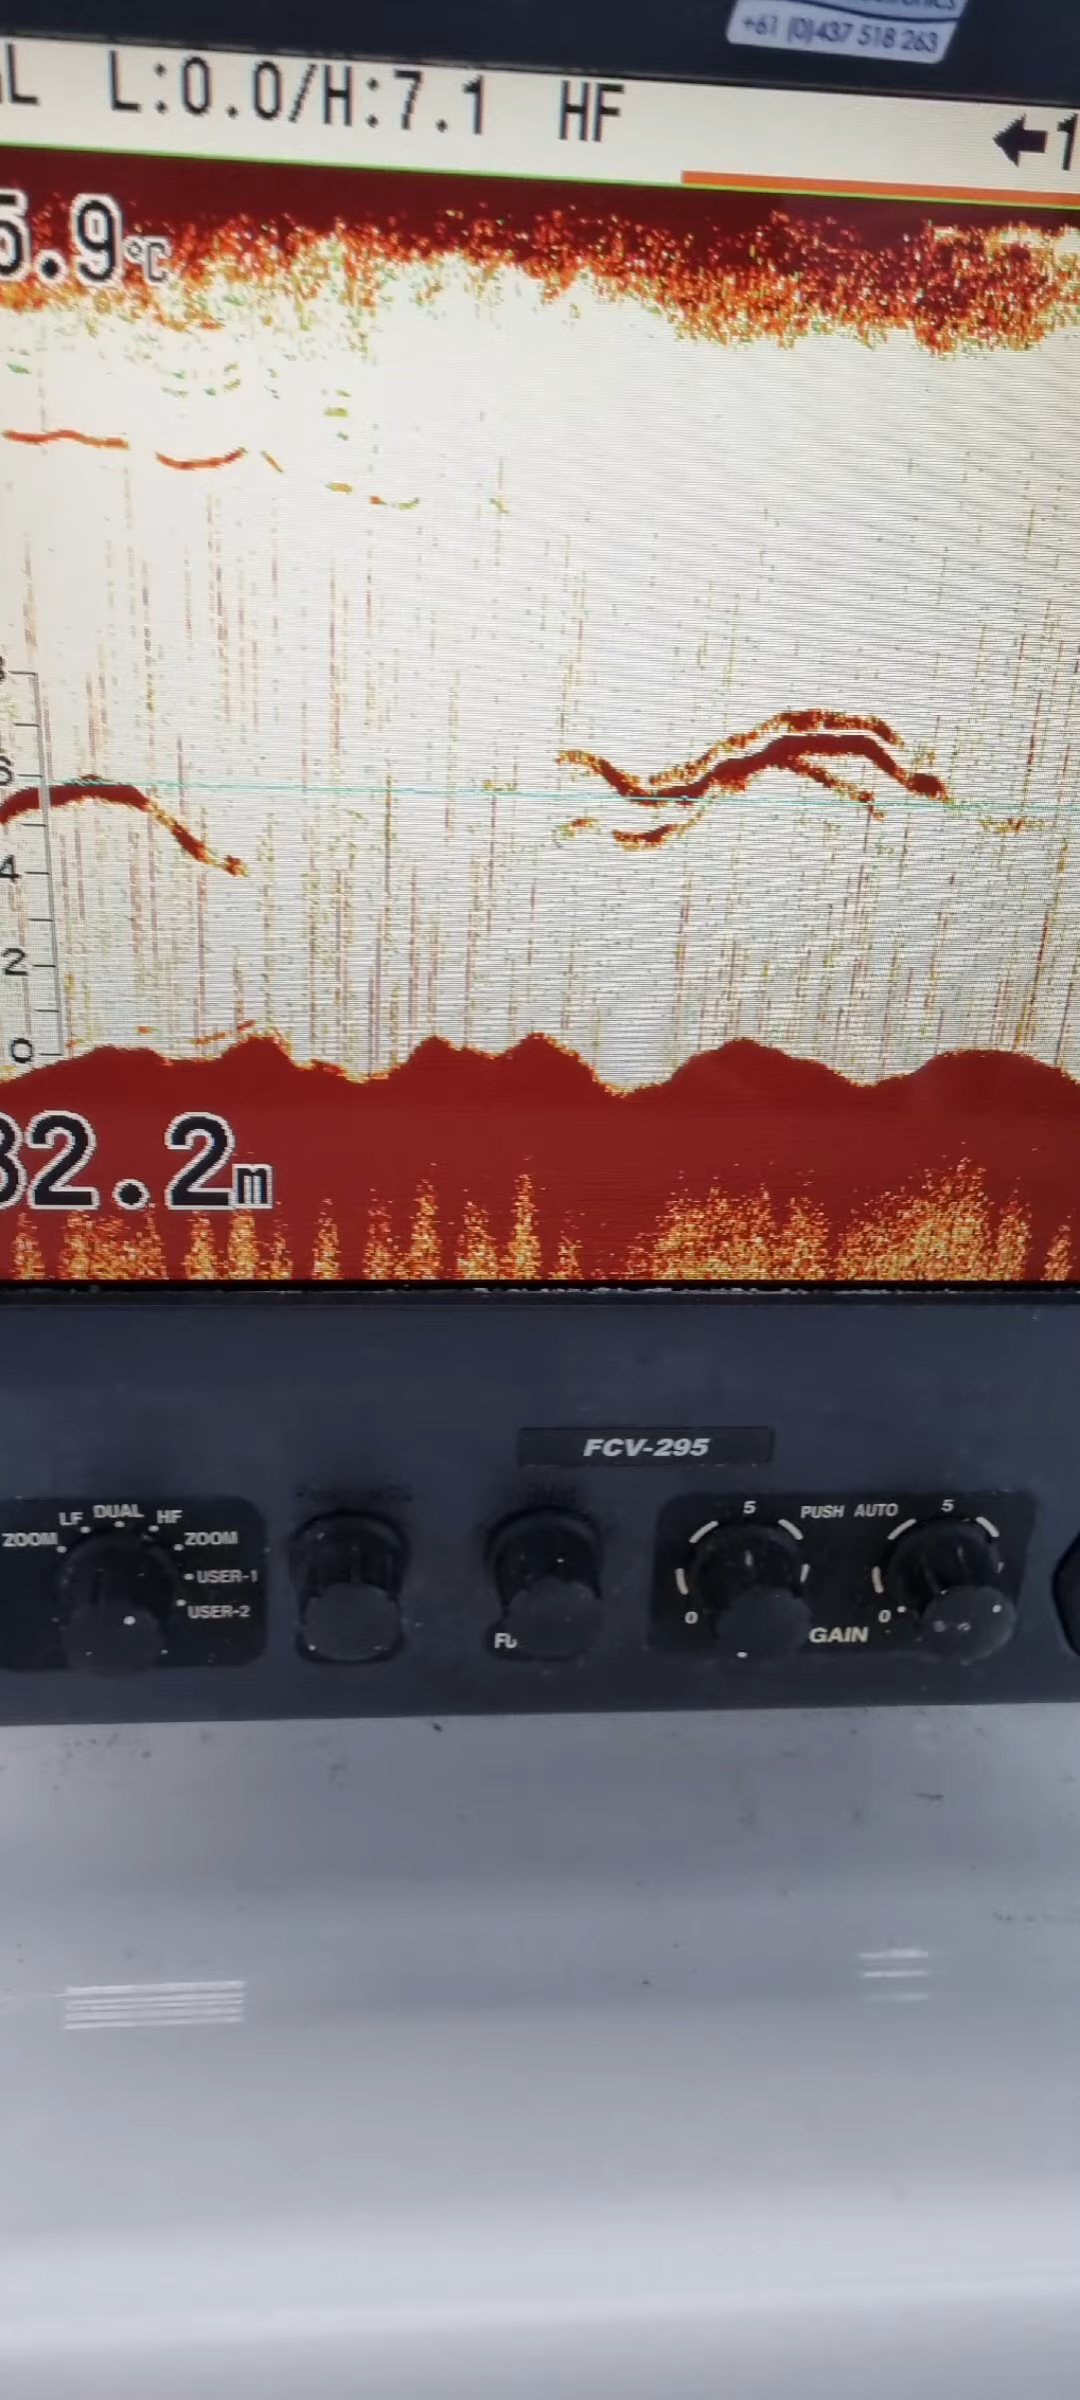 +61 (0)437 518 263
L:0.0/H:7.1 HF
←1
5.9°C
6
4
2
0
32.2m
FCV-295
ZOOM LF DUAL HF ZOOM
USER-1
USER-2
5 PUSH AUTO 5
0 GAIN 0